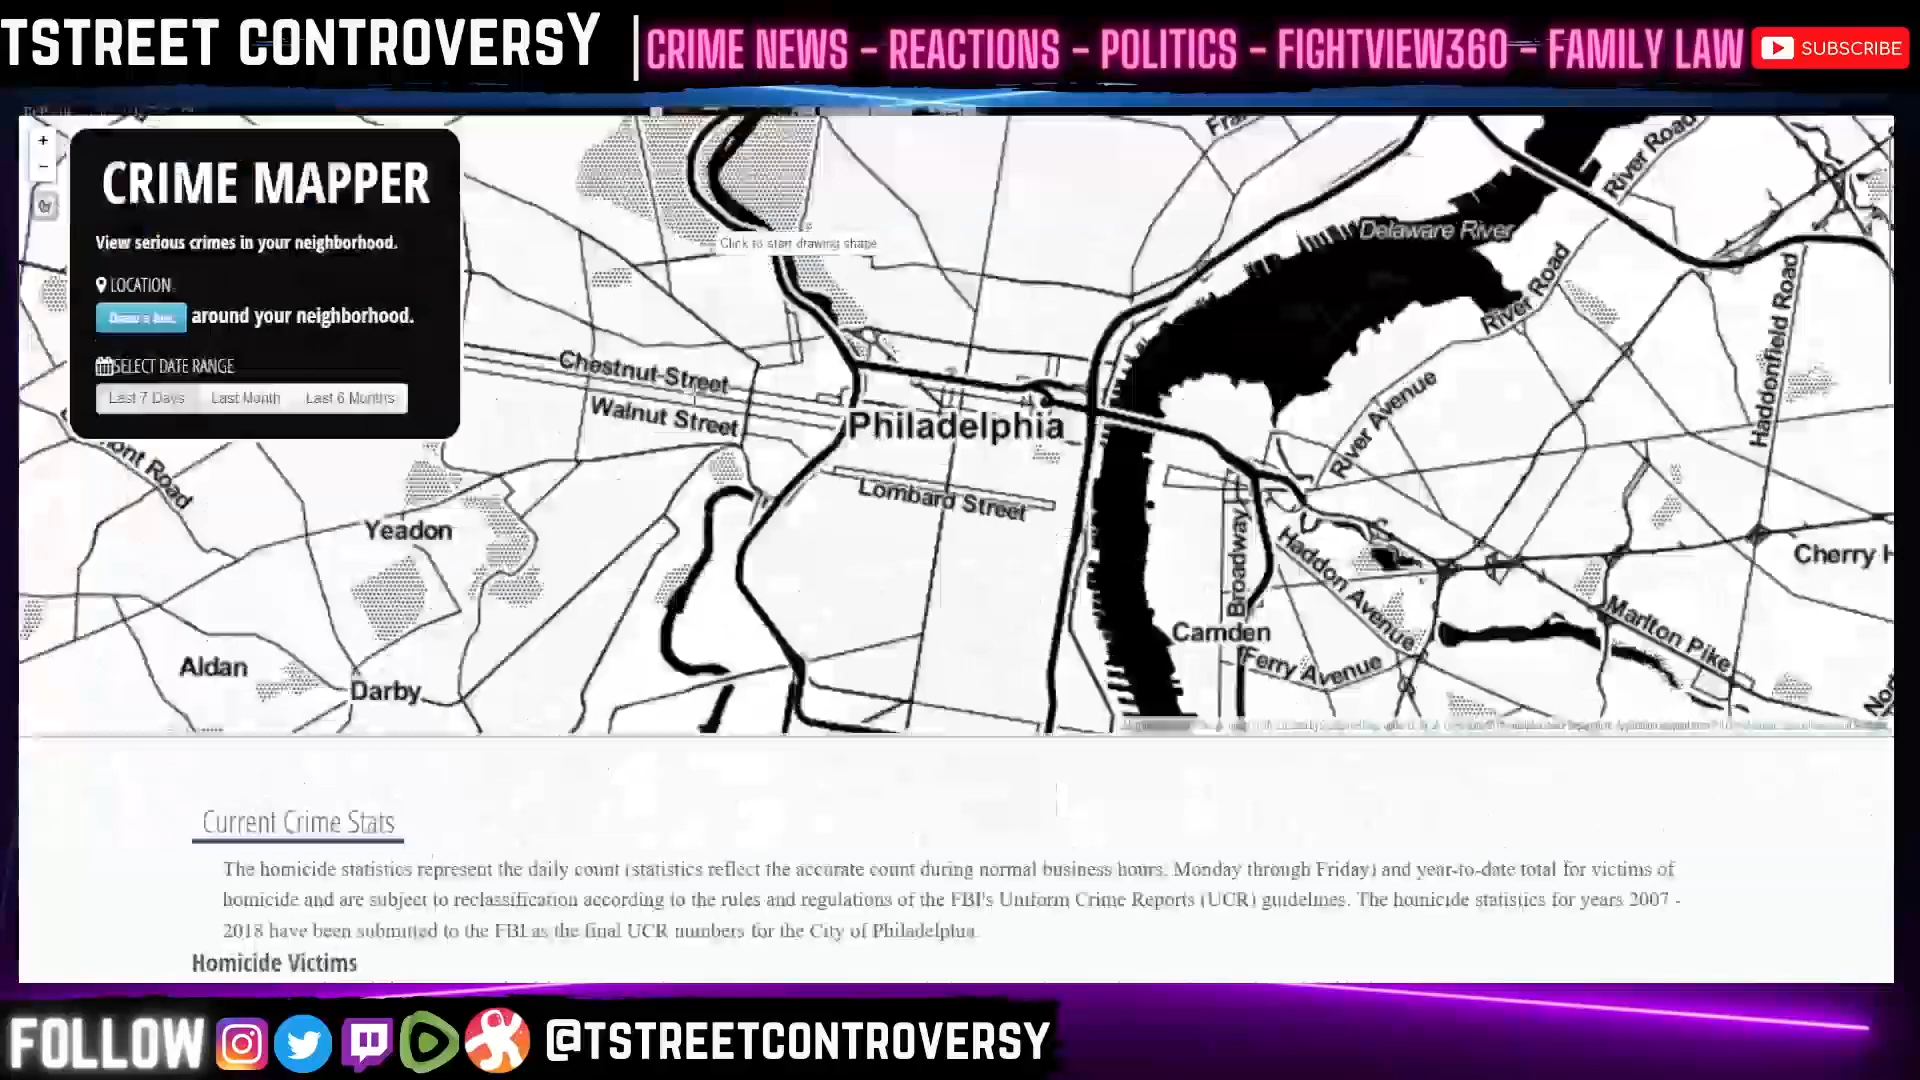 TSTREET CONTROVERSY
CRIME NEWS - REACTIONS - POLITICS - FIGHTVIEW360 - FAMILY LAW
SUBSCRIBE
+
-
CRIME MAPPER
View serious crimes in your neighborhood.
LOCATION
Draw a box around your neighborhood.
SELECT DATE RANGE
Last 7 Days Last Month Last 6 Months
Click to start drawing shape
River Road
Delaware River
River Road
Haddonfield Road
Chestnut Street
Walnut Street
Philadelphia
River Avenue
Lombard Street
Yeadon
Broadway
Haddon Avenue
Cherry H
Camden
Marlton Pike
Ferry Avenue
Aldan
Darby
Current Crime Stats
The homicide statistics represent the daily count (statistics reflect the accurate count during normal business hours, Monday through Friday) and year-to-date total for victims of
homicide and are subject to reclassification according to the rules and regulations of the FBI's Uniform Crime Reports (UCR) guidelines. The homicide statistics for years 2007 -
2018 have been submitted to the FBI as the final UCR numbers for the City of Philadelphia.
Homicide Victims
FOLLOW @TSTREETCONTROVERSY